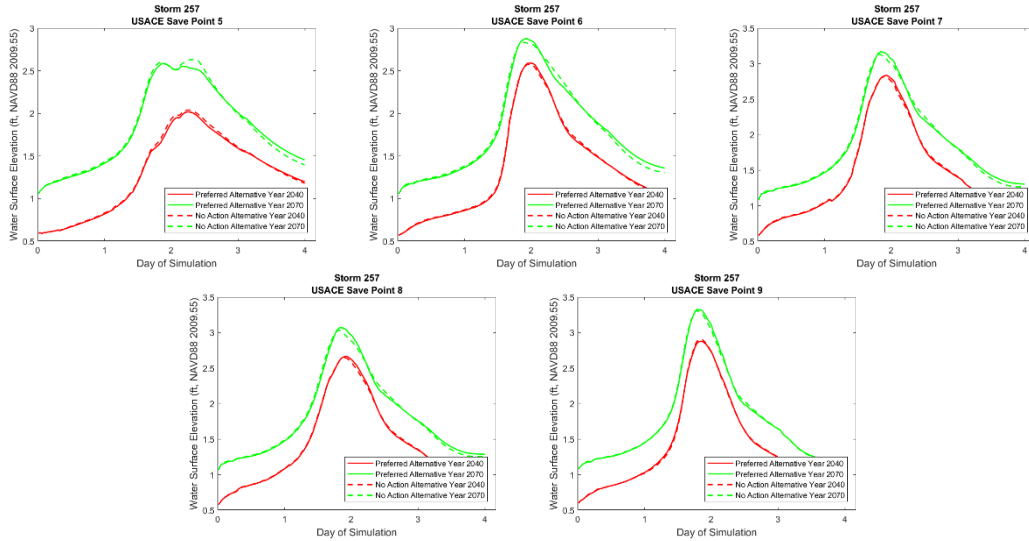 Storm 257
USACE Save Point 5
Water Surface Elevation (ft, NAVD88 2009.55)
3
2.5
2
1.5
1
0.5
0
1
2
3
4
Day of Simulation
Preferred Alternative Year 2040
Preferred Alternative Year 2070
No Action Alternative Year 2040
No Action Alternative Year 2070
Storm 257
USACE Save Point 6
Water Surface Elevation (ft, NAVD88 2009.55)
3
2.5
2
1.5
1
0.5
0
1
2
3
4
Day of Simulation
Preferred Alternative Year 2040
Preferred Alternative Year 2070
No Action Alternative Year 2040
No Action Alternative Year 2070
Storm 257
USACE Save Point 7
Water Surface Elevation (ft, NAVD88 2009.55)
3.5
3
2.5
2
1.5
1
0.5
0
1
2
3
4
Day of Simulation
Preferred Alternative Year 2040
Preferred Alternative Year 2070
No Action Alternative Year 2040
No Action Alternative Year 2070
Storm 257
USACE Save Point 8
Water Surface Elevation (ft, NAVD88 2009.55)
3.5
3
2.5
2
1.5
1
0.5
0
1
2
3
4
Day of Simulation
Preferred Alternative Year 2040
Preferred Alternative Year 2070
No Action Alternative Year 2040
No Action Alternative Year 2070
Storm 257
USACE Save Point 9
Water Surface Elevation (ft, NAVD88 2009.55)
3.5
3
2.5
2
1.5
1
0.5
0
1
2
3
4
Day of Simulation
Preferred Alternative Year 2040
Preferred Alternative Year 2070
No Action Alternative Year 2040
No Action Alternative Year 2070